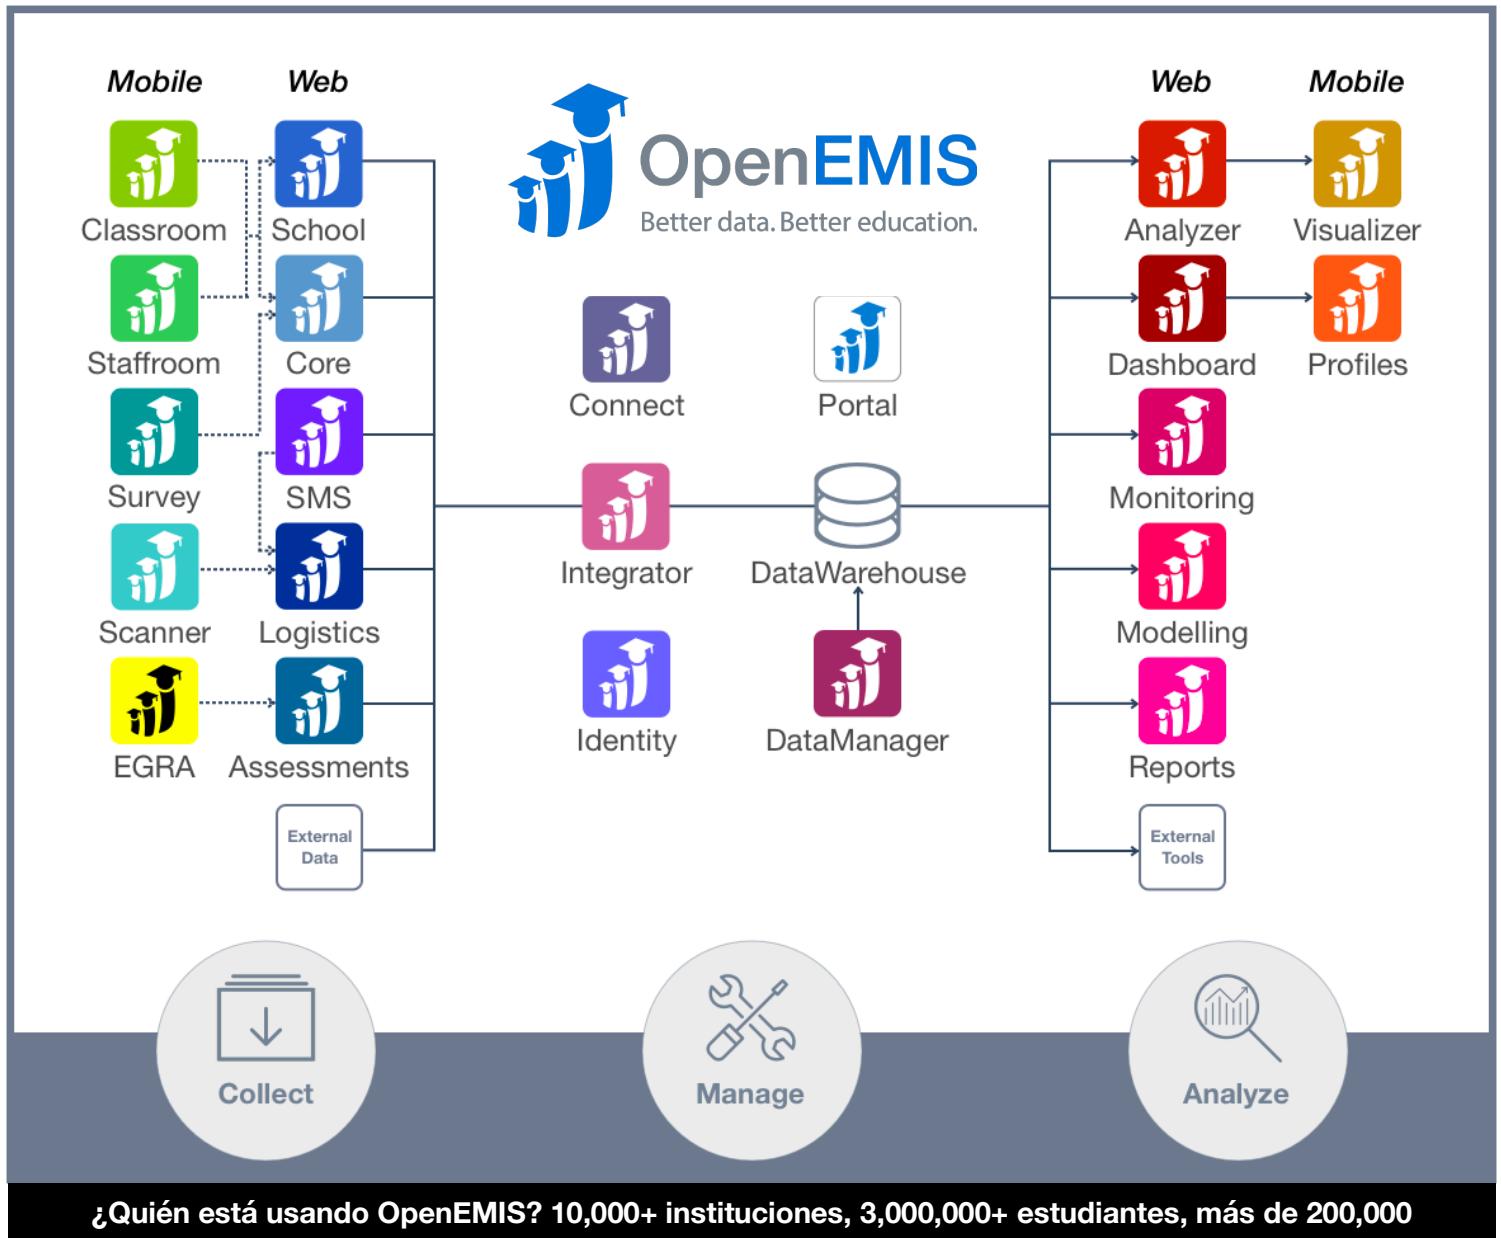 Mobile Web
Web Mobile
OpenEMIS
Better data. Better education.
Classroom School
Analyzer Visualizer
Staffroom Core
Dashboard Profiles
Connect Portal
Survey SMS
Monitoring
Integrator DataWarehouse
Scanner Logistics
Modelling
Identity DataManager
EGRA Assessments
Reports
External
Data
External
Tools
Collect
Manage
Analyze
¿Quién está usando OpenEMIS? 10,000+ instituciones, 3,000,000+ estudiantes, más de 200,000